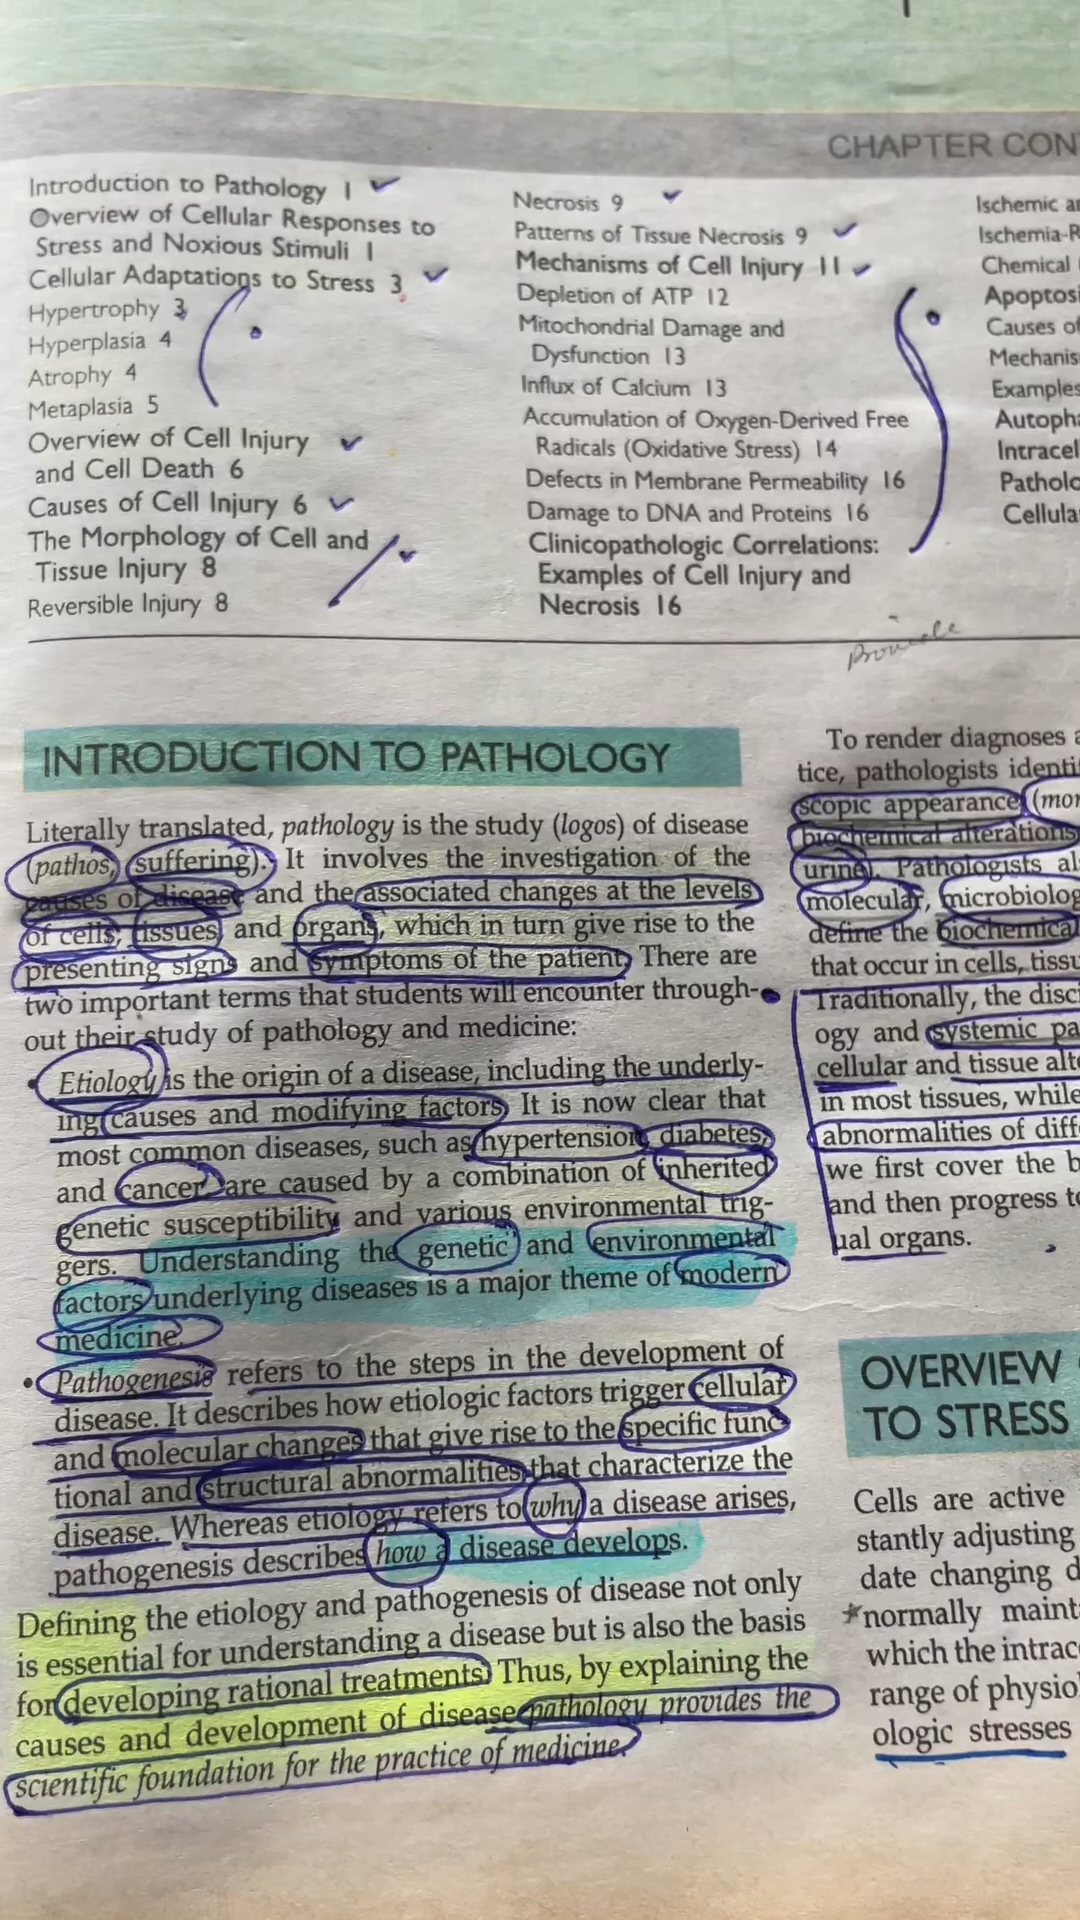 CHAPTER CON
Introduction to Pathology 1
Overview of Cellular Responses to
Stress and Noxious Stimuli 1
Cellular Adaptations to Stress 3
Hypertrophy 3
Hyperplasia 4
Atrophy 4
Metaplasia 5
Overview of Cell Injury
and Cell Death 6
Causes of Cell Injury 6
The Morphology of Cell and
Tissue Injury 8
Reversible Injury 8
Necrosis 9
Patterns of Tissue Necrosis 9
Mechanisms of Cell Injury 11
Depletion of ATP 12
Mitochondrial Damage and
Dysfunction 13
Influx of Calcium 13
Accumulation of Oxygen-Derived Free
Radicals (Oxidative Stress) 14
Defects in Membrane Permeability 16
Damage to DNA and Proteins 16
Clinicopathologic Correlations:
Examples of Cell Injury and
Necrosis 16
Ischemic an
Ischemia-R
Chemical
Apoptosi
Causes of
Mechanis
Examples
Autopha
Intracel
Patholo
Cellula
INTRODUCTION TO PATHOLOGY
Literally translated, pathology is the study (logos) of disease
(pathos, suffering). It involves the investigation of the
causes of disease and the associated changes at the levels
of cells, tissues, and organs, which in turn give rise to the
presenting signs and symptoms of the patient. There are
two important terms that students will encounter through-
out their study of pathology and medicine:
• Etiology is the origin of a disease, including the underly-
ing causes and modifying factors. It is now clear that
most common diseases, such as hypertension, diabetes,
and cancer, are caused by a combination of inherited
genetic susceptibility and various environmental trig-
gers. Understanding the genetic and environmental
factors underlying diseases is a major theme of modern
medicine.
• Pathogenesis refers to the steps in the development of
disease. It describes how etiologic factors trigger cellular
and molecular changes that give rise to the specific func-
tional and structural abnormalities that characterize the
disease. Whereas etiology refers to why a disease arises,
pathogenesis describes how a disease develops.
Defining the etiology and pathogenesis of disease not only
is essential for understanding a disease but is also the basis
for developing rational treatments. Thus, by explaining the
causes and development of disease, pathology provides the
scientific foundation for the practice of medicine.
To render diagnoses a
tice, pathologists identif
scopic appearance (mor
biochemical alterations
urine). Pathologists al
molecular, microbiolog
define the biochemical
that occur in cells, tissu
Traditionally, the disci
ogy and systemic pa
cellular and tissue alte
in most tissues, while
abnormalities of diff
we first cover the b
and then progress to
ual organs.
OVERVIEW
TO STRESS
Cells are active
stantly adjusting
date changing d
*normally maint
which the intrac
range of physiol
ologic stresses